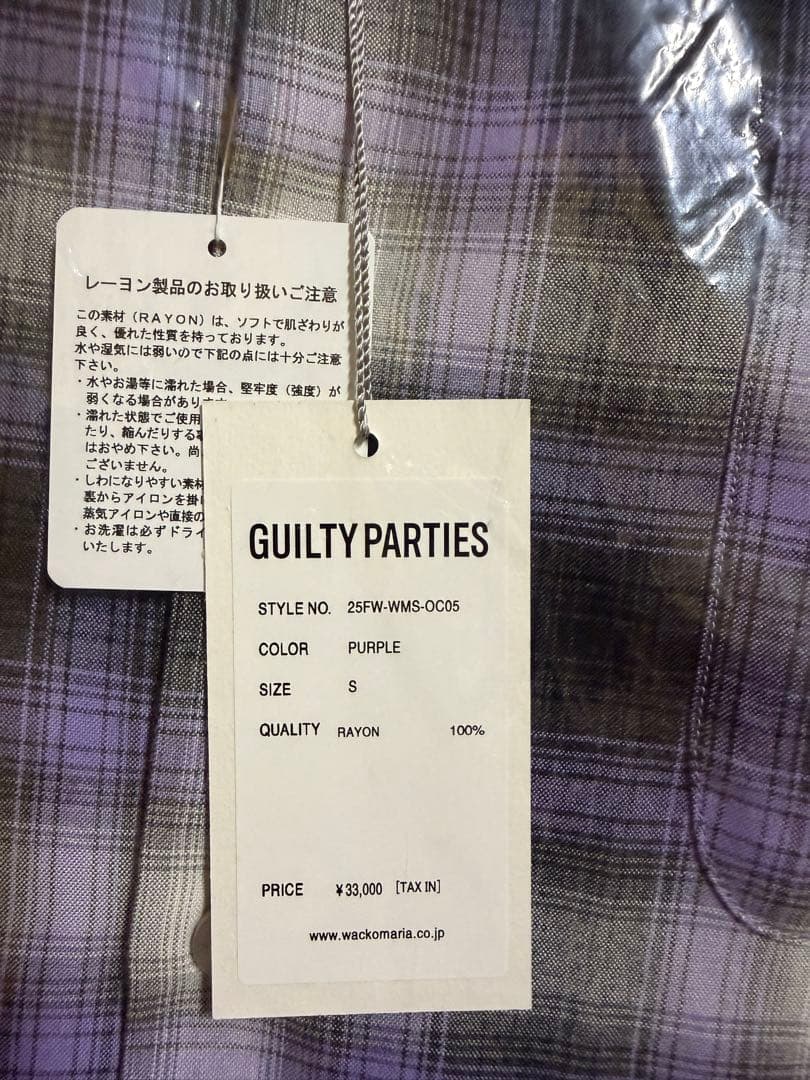 レーヨン製品のお取り扱いご注意
この素材（RAYON）は、ソフトで肌ざわりが
良く、優れた性質を持っております。
水や湿気には弱いので下記の点には十分ご注意
下さい。
・水やお湯等に濡れた場合、堅牢度（強度）が
弱くなる場合があり
・濡れた状態でご使用
たり、縮んだりする
はおやめ下さい。尚
ございません。
・しわになりやすい素材
裏からアイロンを掛け
蒸気アイロンや直接の
・お洗濯は必ずドライ
いたします。
GUILTY PARTIES
STYLE NO. 25FW-WMS-OC05
COLOR PURPLE
SIZE S
QUALITY RAYON 100%
PRICE ¥33,000 [TAX IN]
www.wackomaria.co.jp